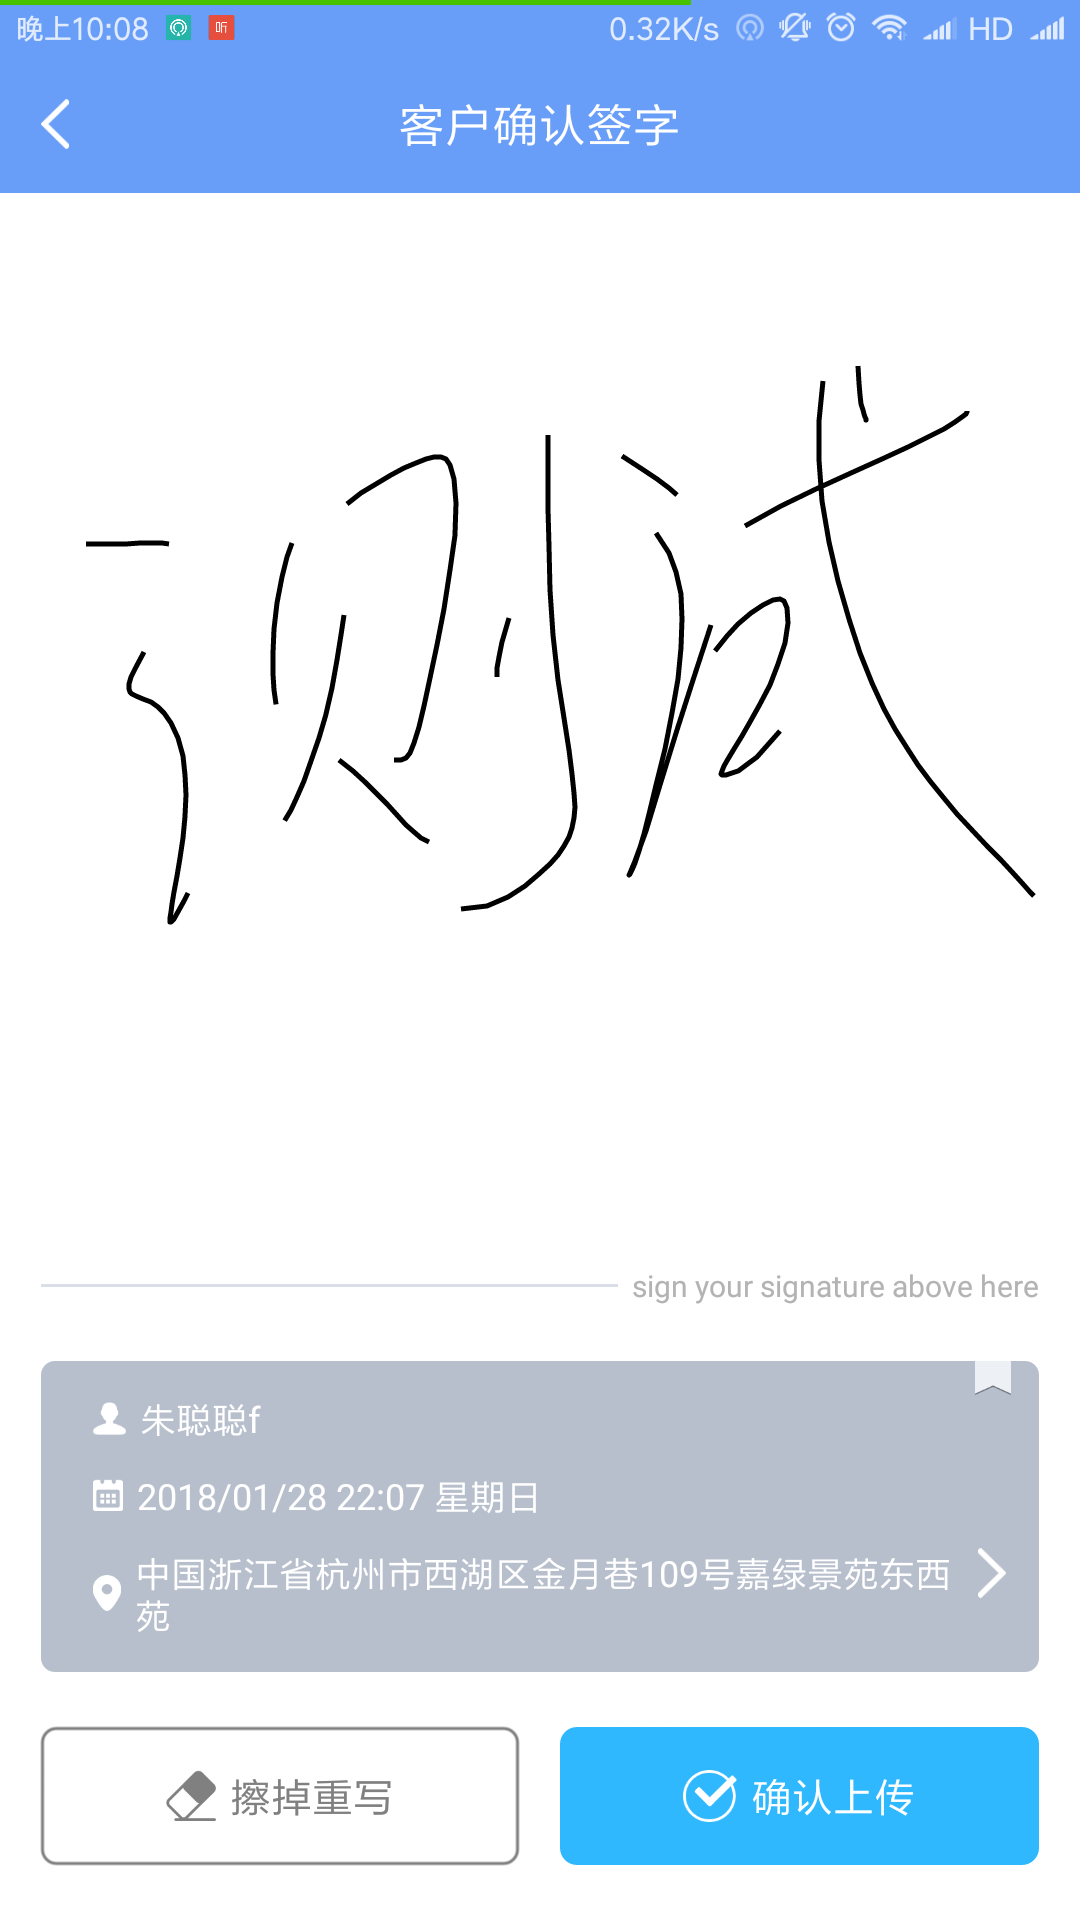 晚上10:08 听 0.32K/s HD
客户确认签字
测试
sign your signature above here
朱聪聪f
2018/01/28 22:07 星期日
中国浙江省杭州市西湖区金月巷109号嘉绿景苑东西
苑
擦掉重写 确认上传